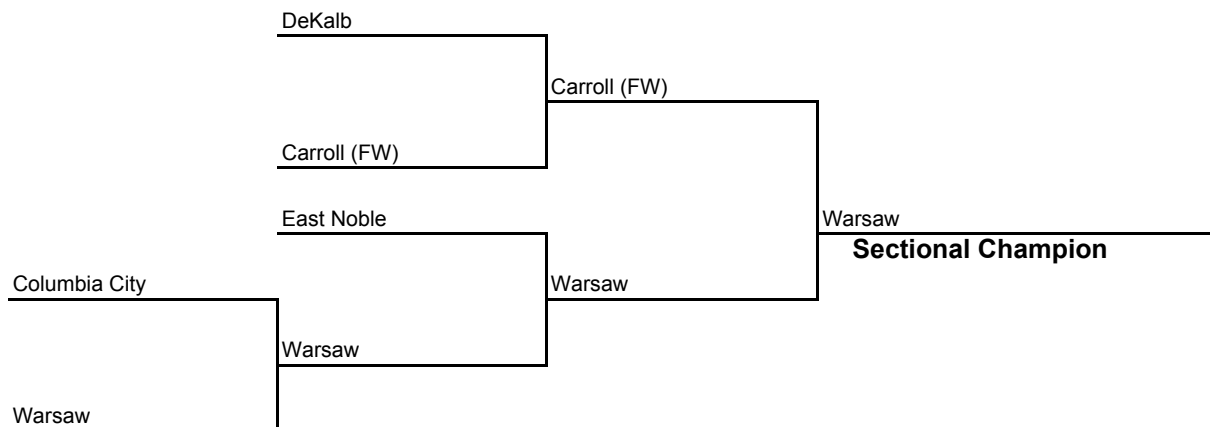 DeKalb
Carroll (FW)
Carroll (FW)
East Noble
Warsaw
Sectional Champion
Columbia City
Warsaw
Warsaw
Warsaw